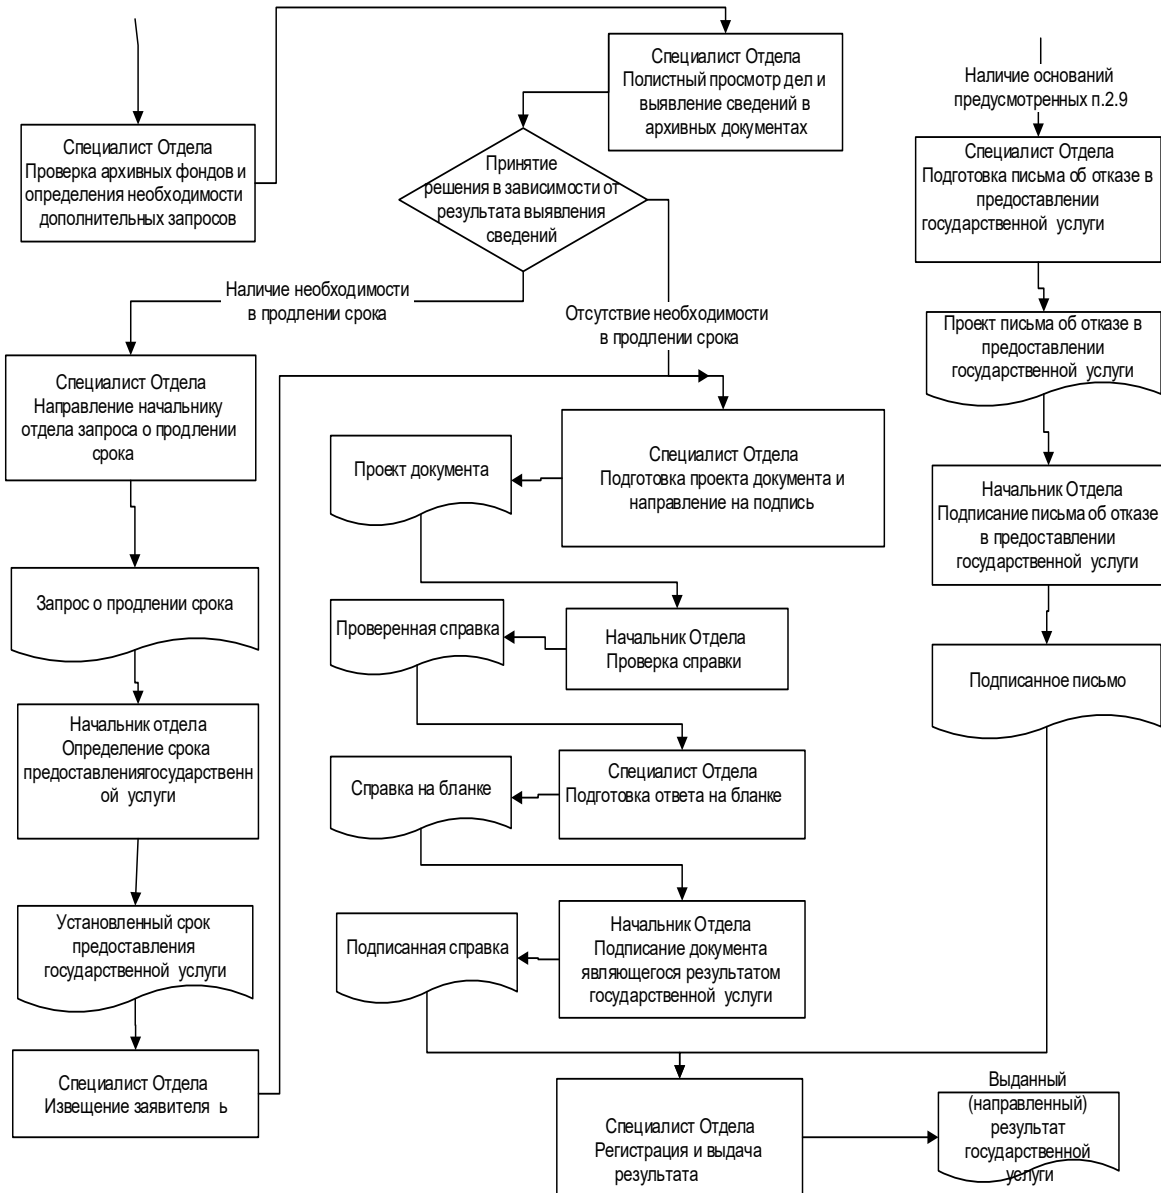 Специалист Отдела
Проверка архивных фондов и
определения необходимости
дополнительных запросов
Специалист Отдела
Полистный просмотр дел и
выявление сведений в
архивных документах
Наличие оснований
предусмотренных п.2.9
Специалист Отдела
Подготовка письма об отказе в
предоставлении
государственной услуги
Принятие
решения в зависимости от
результата выявления
сведений
Наличие необходимости
в продлении срока
Отсутствие необходимости
в продлении срока
Проект письма об отказе в
предоставлении
государственной услуги
Специалист Отдела
Направление начальнику
отдела запроса о продлении
срока
Проект документа
Специалист Отдела
Подготовка проекта документа и
направление на подпись
Начальник Отдела
Подписание письма об отказе
в предоставлении
государственной услуги
Запрос о продлении срока
Проверенная справка
Начальник Отдела
Проверка справки
Подписанное письмо
Начальник отдела
Определение срока
предоставлениягосударственн
ой услуги
Справка на бланке
Специалист Отдела
Подготовка ответа на бланке
Установленный срок
предоставления
государственной услуги
Подписанная справка
Начальник Отдела
Подписание документа
являющегося результатом
государственной услуги
Специалист Отдела
Извещение заявителя ь
Специалист Отдела
Регистрация и выдача
результата
Выданный
(направленный)
результат
государственной
услуги